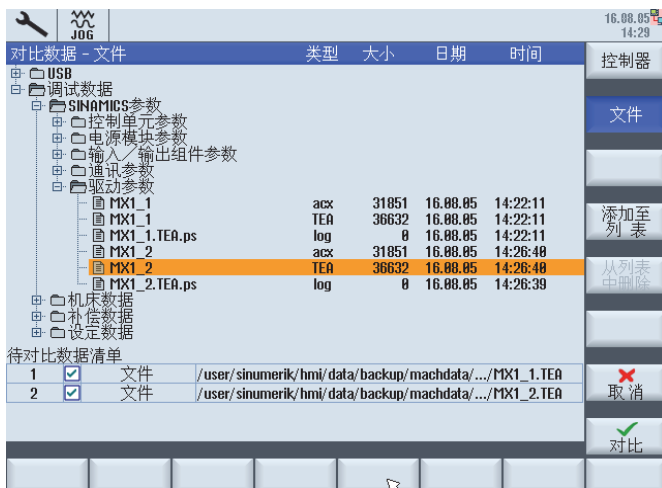 JOG
16.08.05
14:29
对比数据 - 文件 类型 大小 日期 时间
控制器
USB
调试数据
SINAMICS参数
文件
控制单元参数
电源模块参数
输入／输出组件参数
通讯参数
驱动参数
MX1_1 acx 31851 16.08.05 14:22:11
MX1_1 TEA 36632 16.08.05 14:22:11
MX1_1.TEA.ps log 0 16.08.05 14:22:11
添加至
列 表
MX1_2 acx 31851 16.08.05 14:26:40
MX1_2 TEA 36632 16.08.05 14:26:40
MX1_2.TEA.ps log 0 16.08.05 14:26:39
从列表
中删除
机床数据
补偿数据
设定数据
待对比数据清单
1 文件 /user/sinumerik/hmi/data/backup/machdata/.../MX1_1.TEA
2 文件 /user/sinumerik/hmi/data/backup/machdata/.../MX1_2.TEA
取消
对比